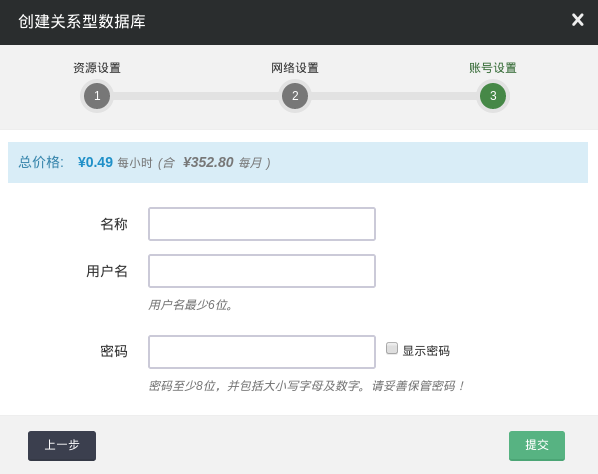 创建关系型数据库 ×
资源设置 网络设置 账号设置
1 2 3
总价格: ¥0.49 每小时 (合 ¥352.80 每月 )
名称
用户名
用户名最少6位。
密码 显示密码
密码至少8位，并包括大小写字母及数字。请妥善保管密码！
上一步 提交